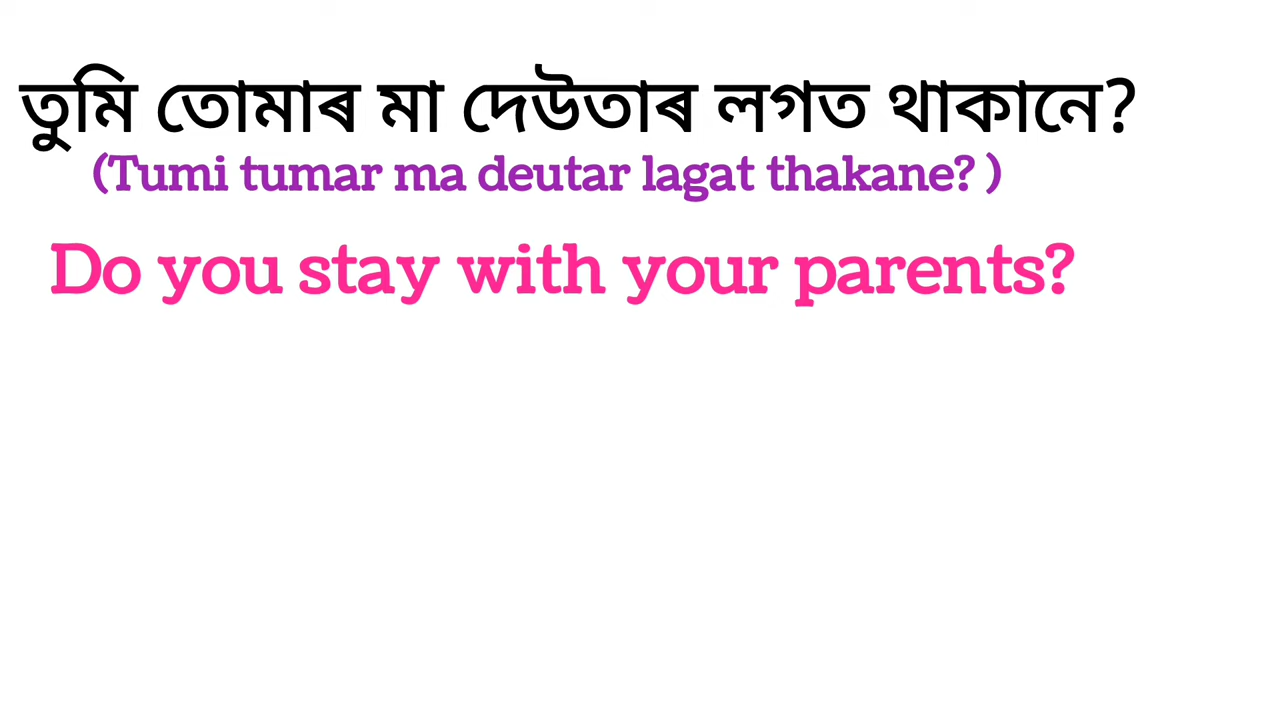 তুমি তোমাৰ মা দেউতাৰ লগত থাকানে?
(Tumi tumar ma deutar lagat thakane? )
Do you stay with your parents?